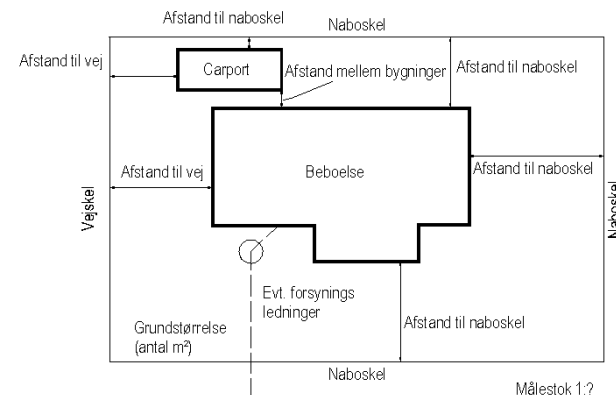 Afstand til naboskel
Naboskel
Afstand til vej
Carport
Afstand mellem bygninger
Afstand til naboskel
Afstand til vej
Beboelse
Afstand til naboskel
Vejskel
Naboskel
Evt. forsynings
ledninger
Grundstørrelse
(antal m²)
Afstand til naboskel
Naboskel
Målestok 1:?